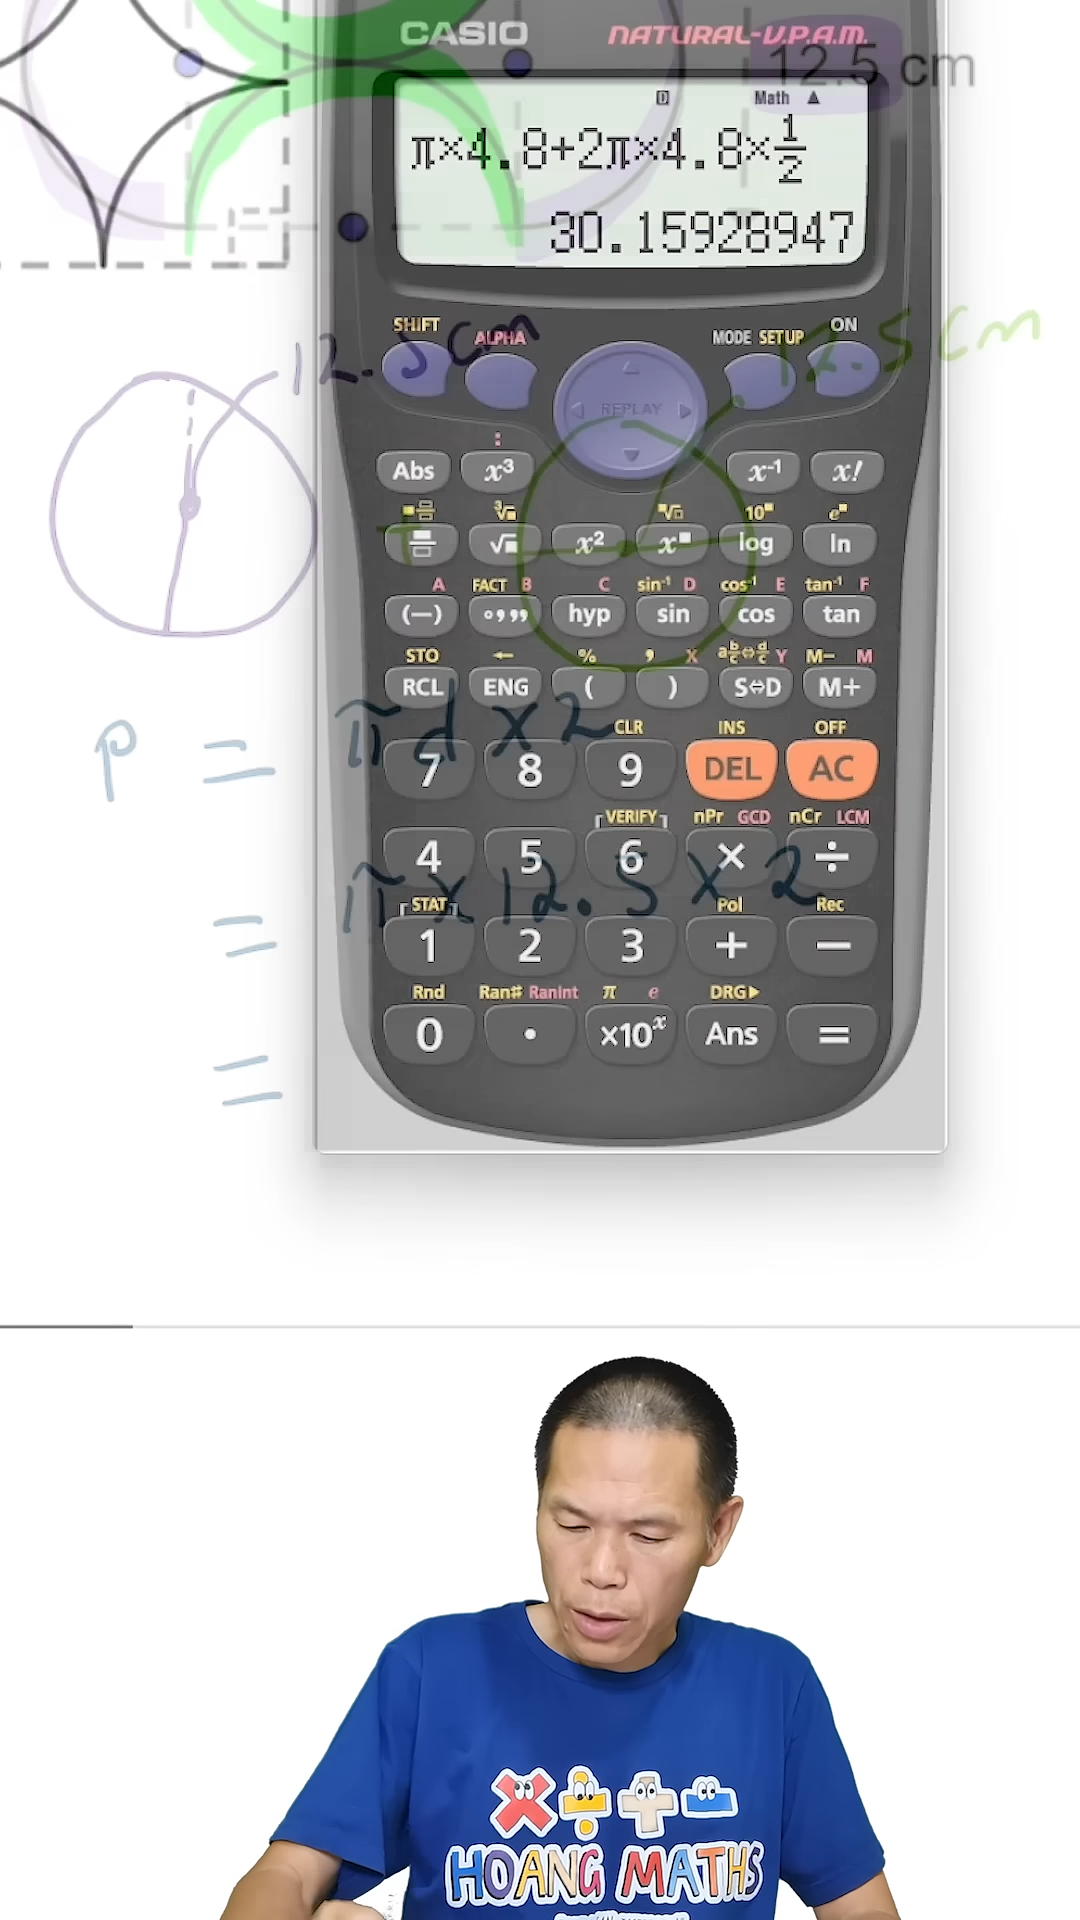 CASIO NATURAL-V.P.A.M.
12.5 cm
D Math ▲
π×4.8+2π×4.8×1/2
30.15928947
12.5cm
12.5cm
SHIFT ALPHA MODE SETUP ON
REPLAY
:
Abs x³ x⁻¹ x!
³√ 10■ e■
√■ x² x■ log ln
A FACT B C sin⁻¹ D cos⁻¹ E tan⁻¹ F
(−) °,,, hyp sin cos tan
STO ← % , X a b/c⇔d/c Y M− M
RCL ENG ( ) S⇔D M+
P = πd × 2
CLR INS OFF
7 8 9 DEL AC
VERIFY nPr GCD nCr LCM
4 5 6 × ÷
= π × 12.5 × 2
STAT Pol Rec
1 2 3 + −
Rnd Ran# RanInt π e DRG▶
0 • ×10ˣ Ans =
=
HOANG MATHS